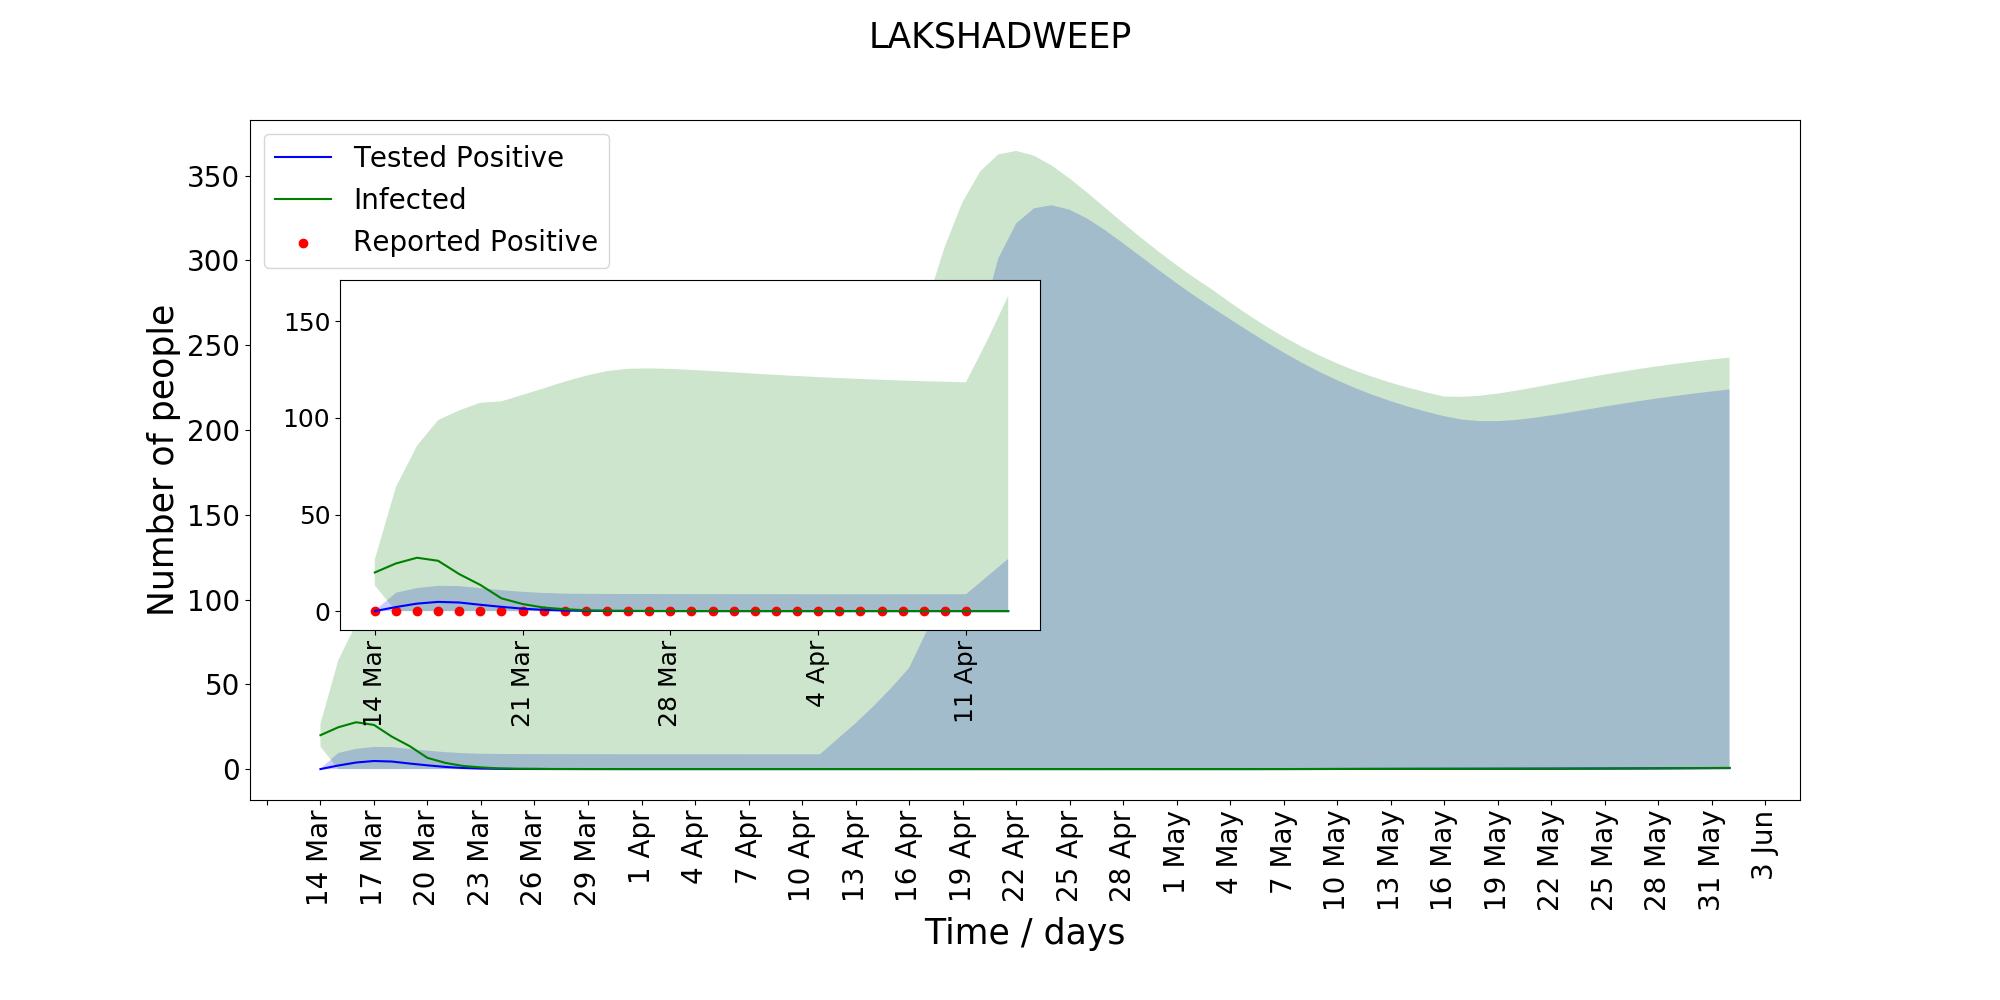 LAKSHADWEEP
Tested Positive
Infected
Reported Positive
Number of people
350
300
250
200
150
100
50
0
150
100
50
0
14 Mar
21 Mar
28 Mar
4 Apr
11 Apr
14 Mar
17 Mar
20 Mar
23 Mar
26 Mar
29 Mar
1 Apr
4 Apr
7 Apr
10 Apr
13 Apr
16 Apr
19 Apr
22 Apr
25 Apr
28 Apr
1 May
4 May
7 May
10 May
13 May
16 May
19 May
22 May
25 May
28 May
31 May
3 Jun
Time / days